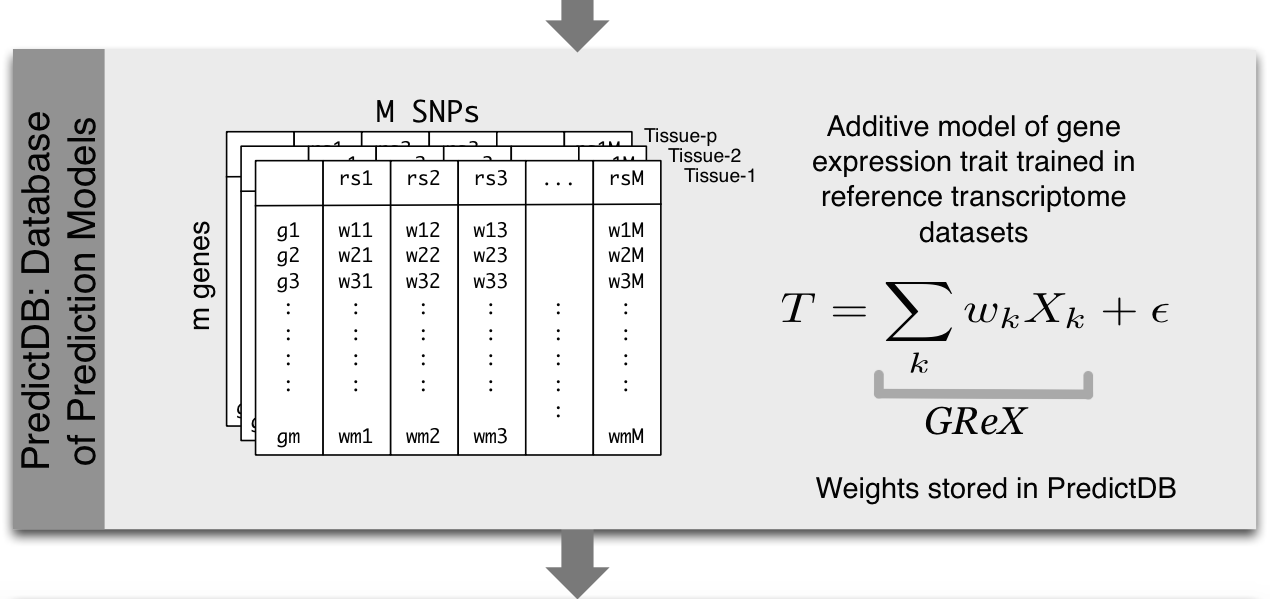 PredictDB: Database
of Prediction Models
M SNPs
Tissue-p
Tissue-2
Tissue-1
m genes
rs1 rs2 rs3 ... rsM
g1 w11 w12 w13 w1M
g2 w21 w22 w23 w2M
g3 w31 w32 w33 w3M
: : : : :
: : : : :
: : : : :
: : : : :
:
gm wm1 wm2 wm3 wmM
Additive model of gene
expression trait trained in
reference transcriptome
datasets
T = ∑_k w_k X_k + ϵ
GReX
Weights stored in PredictDB